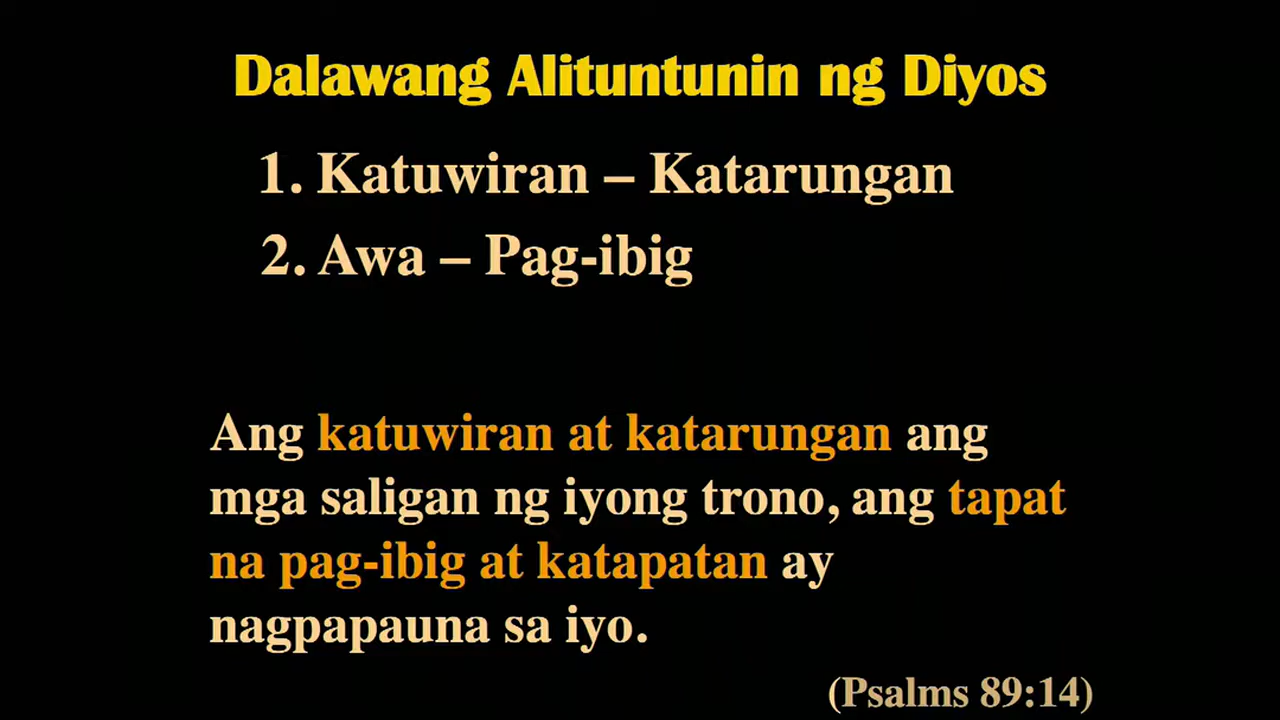 Dalawang Alituntunin ng Diyos
1. Katuwiran – Katarungan
2. Awa – Pag-ibig
Ang katuwiran at katarungan ang
mga saligan ng iyong trono, ang tapat
na pag-ibig at katapatan ay
nagpapauna sa iyo.
(Psalms 89:14)